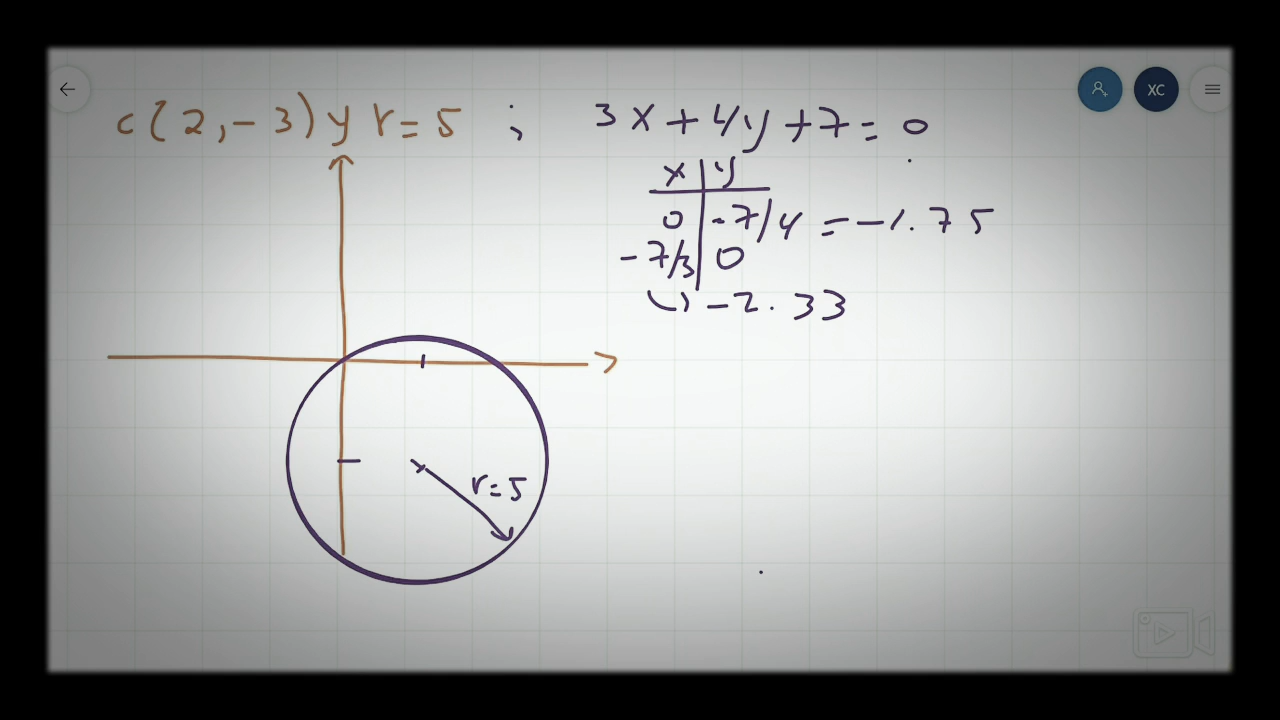 c(2,-3) y r=5 ; 3x+4y+7=0
x y
0 -7/4 = -1.75
-7/3 0
-2.33
r=5
XC